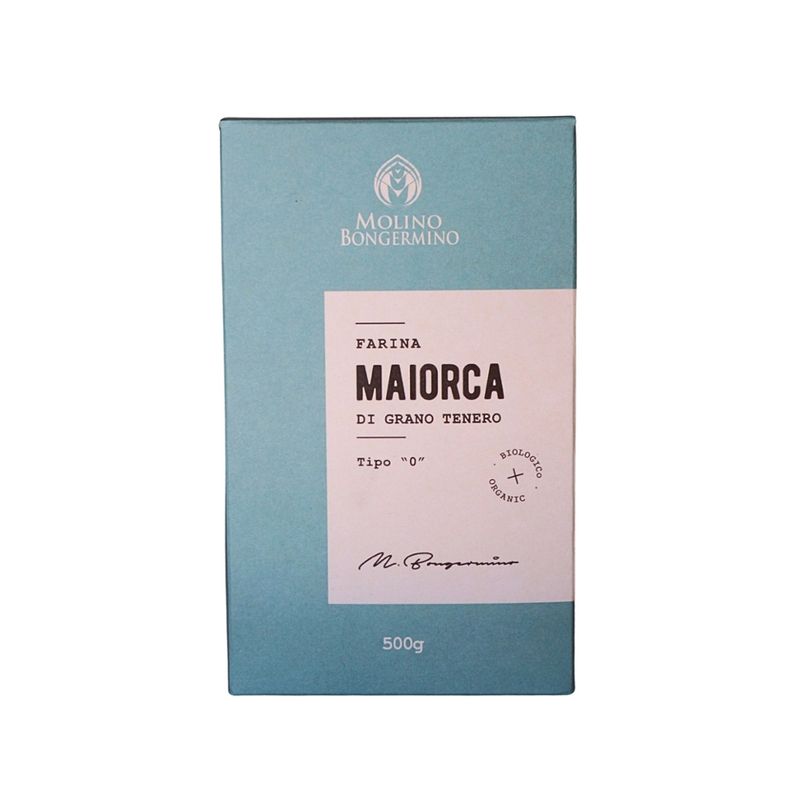 MOLINO
BONGERMINO
FARINA
MAIORCA
DI GRANO TENERO
Tipo "0"
· BIOLOGICO ·
ORGANIC
M. Bongermino
500g